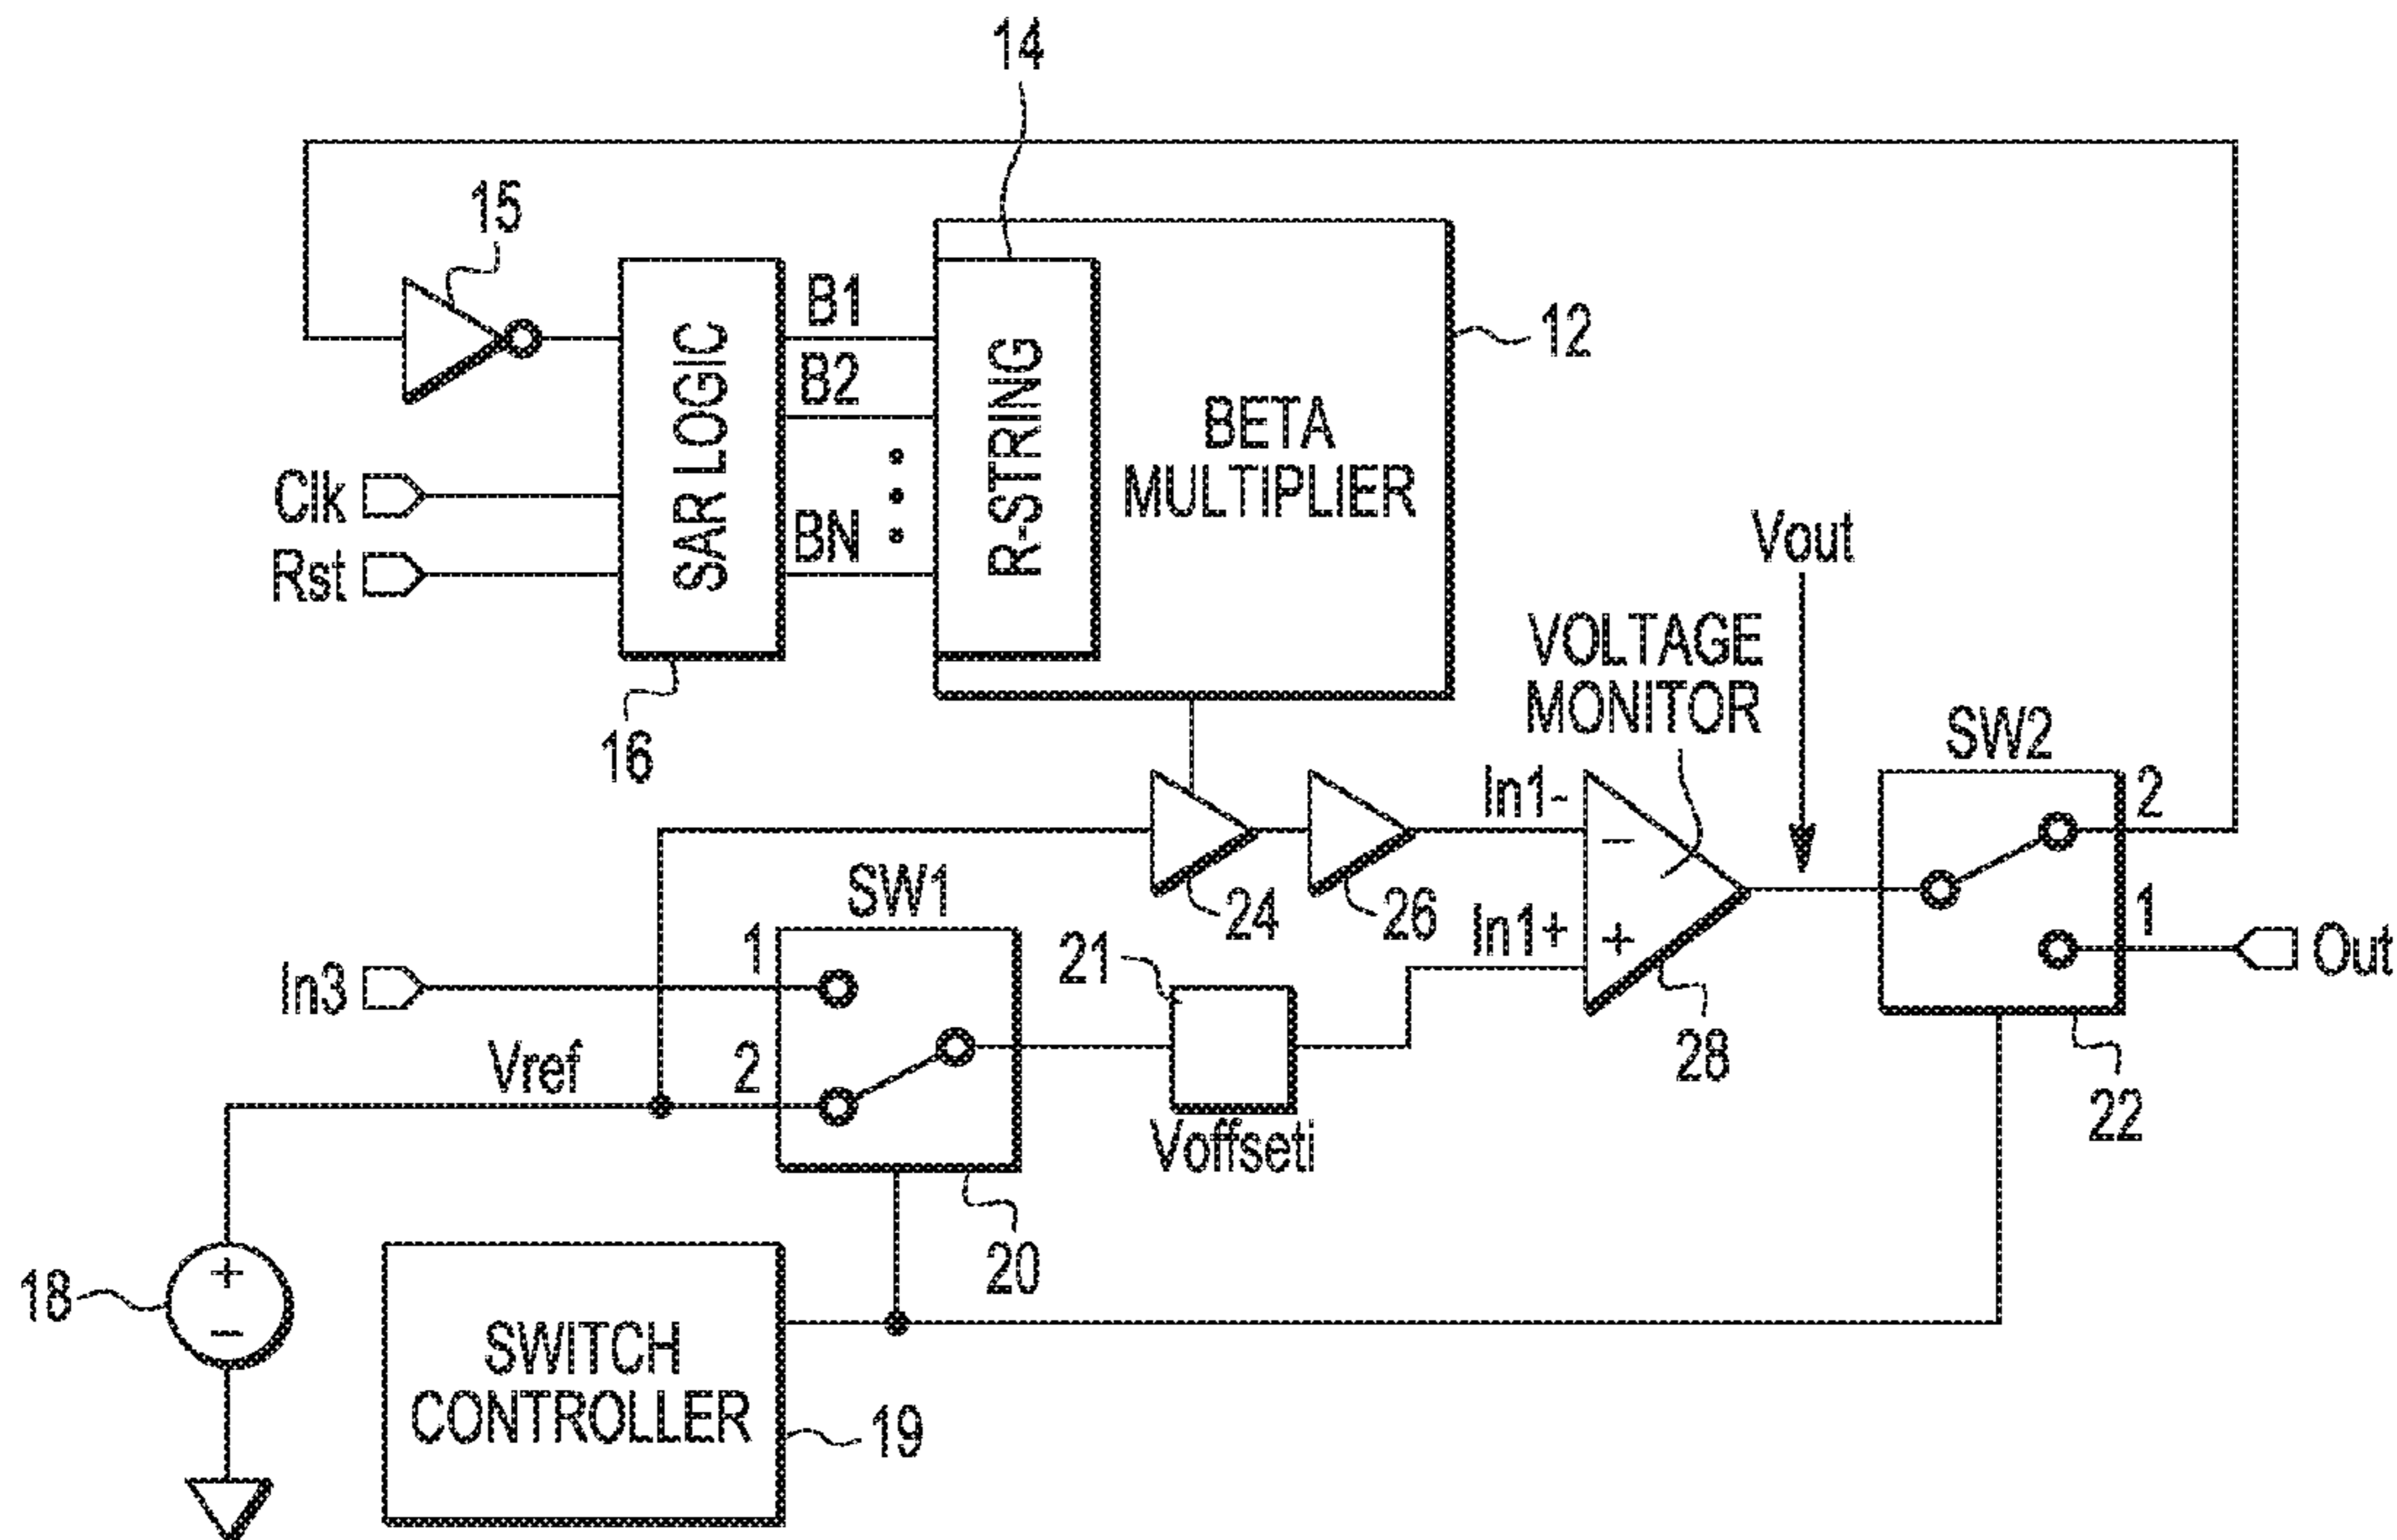 14
15
B1
B2
BN
SAR LOGIC
R-STRING
BETA
MULTIPLIER
12
Clk
Rst
16
Vout
VOLTAGE
MONITOR
SW2
2
1
Out
In1-
In1+
−
+
24
26
28
22
SW1
1
2
In3
Vref
21
Voffseti
20
18
+
−
SWITCH
CONTROLLER
19